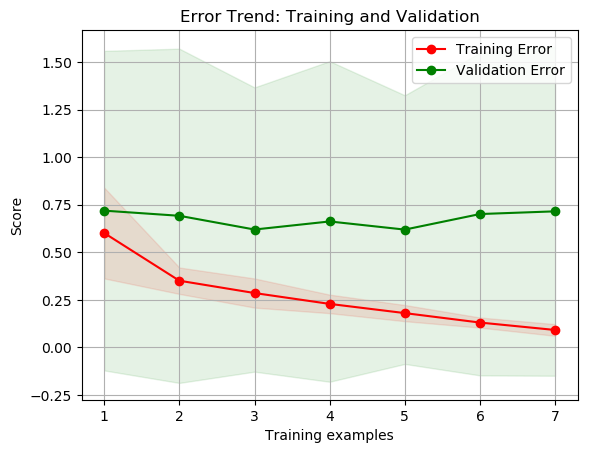 Error Trend: Training and Validation
Training Error
Validation Error
1.50
1.25
1.00
0.75
0.50
0.25
0.00
−0.25
Score
1 2 3 4 5 6 7
Training examples